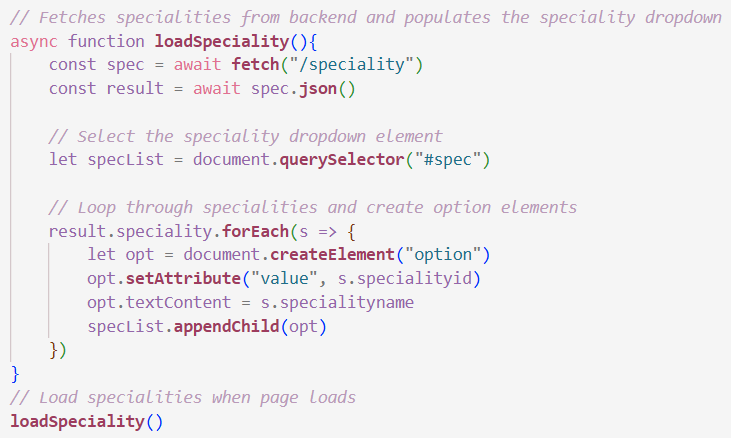 // Fetches specialities from backend and populates the speciality dropdown
async function loadSpeciality(){
    const spec = await fetch("/speciality")
    const result = await spec.json()

    // Select the speciality dropdown element
    let specList = document.querySelector("#spec")

    // Loop through specialities and create option elements
    result.speciality.forEach(s => {
        let opt = document.createElement("option")
        opt.setAttribute("value", s.specialityid)
        opt.textContent = s.specialityname
        specList.appendChild(opt)
    })
}
// Load specialities when page loads
loadSpeciality()